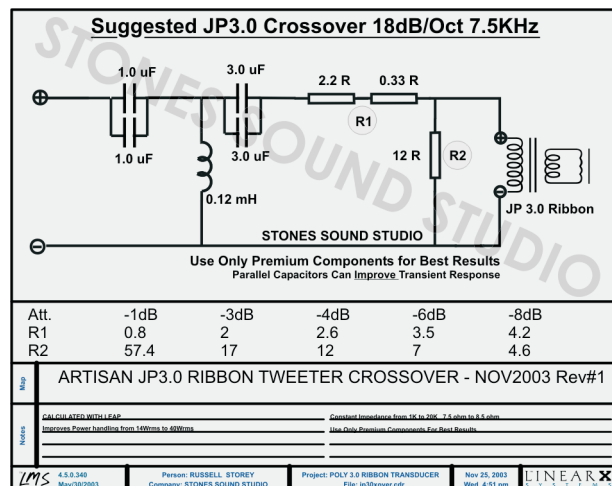 Suggested JP3.0 Crossover 18dB/Oct 7.5KHz
STONES SOUND STUDIO
1.0 uF
3.0 uF
2.2 R
0.33 R
R1
1.0 uF
3.0 uF
12 R
R2
0.12 mH
JP 3.0 Ribbon
STONES SOUND STUDIO
Use Only Premium Components for Best Results
Parallel Capacitors Can Improve Transient Response
Att. -1dB -3dB -4dB -6dB -8dB
R1 0.8 2 2.6 3.5 4.2
R2 57.4 17 12 7 4.6
Map
ARTISAN JP3.0 RIBBON TWEETER CROSSOVER - NOV2003 Rev#1
Notes
CALCULATED WITH LEAP
Constant Impedance from 1K to 20K 7.5 ohm to 8.5 ohm
Improves Power handling from 14Wrms to 40Wrms
Use Only Premium Components For Best Results
LMS
4.5.0.340
May/30/2003
Person: RUSSELL STOREY
Company: STONES SOUND STUDIO
Project: POLY 3.0 RIBBON TRANSDUCER
File: jp30xover.cdr
Nov 25, 2003
Wed 4:51 pm
LINEARX
SYSTEMS